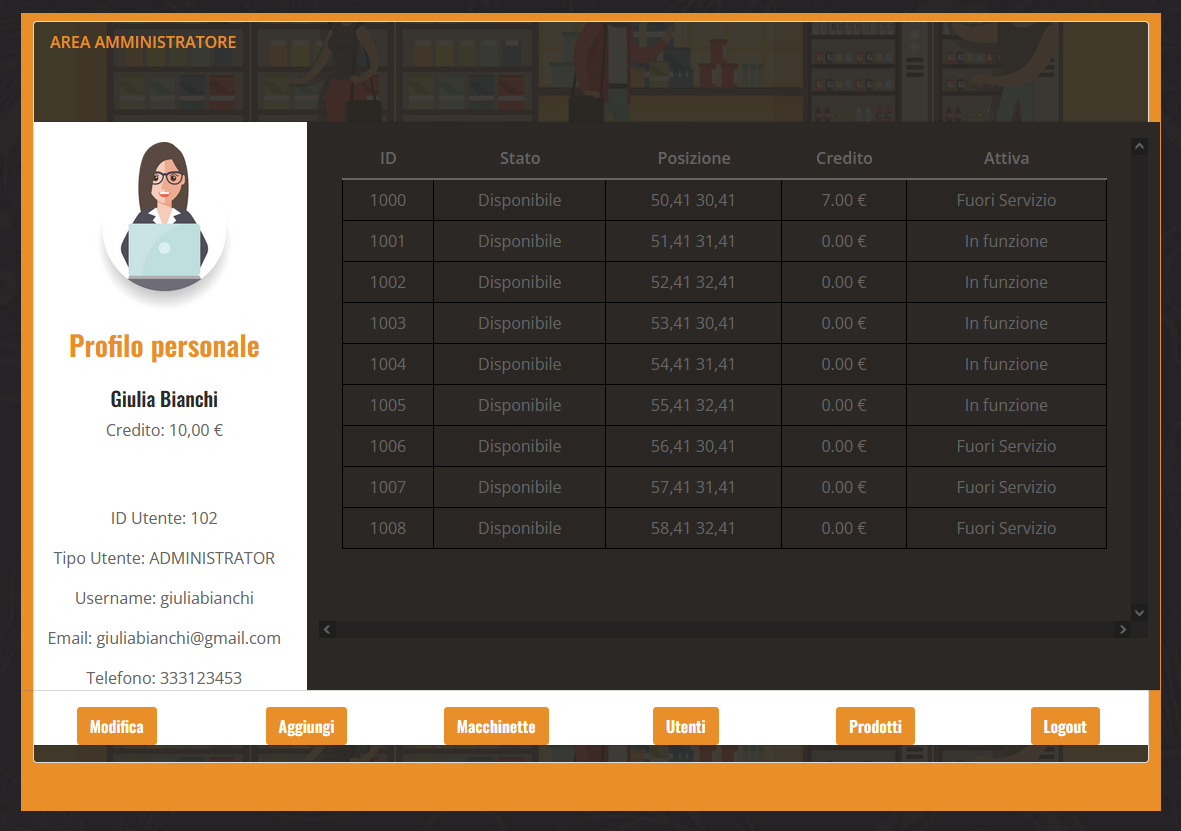 AREA AMMINISTRATORE
Profilo personale
Giulia Bianchi
Credito: 10,00 €
ID Utente: 102
Tipo Utente: ADMINISTRATOR
Username: giuliabianchi
Email: giuliabianchi@gmail.com
Telefono: 333123453
ID Stato Posizione Credito Attiva
1000 Disponibile 50,41 30,41 7.00 € Fuori Servizio
1001 Disponibile 51,41 31,41 0.00 € In funzione
1002 Disponibile 52,41 32,41 0.00 € In funzione
1003 Disponibile 53,41 30,41 0.00 € In funzione
1004 Disponibile 54,41 31,41 0.00 € In funzione
1005 Disponibile 55,41 32,41 0.00 € In funzione
1006 Disponibile 56,41 30,41 0.00 € Fuori Servizio
1007 Disponibile 57,41 31,41 0.00 € Fuori Servizio
1008 Disponibile 58,41 32,41 0.00 € Fuori Servizio
Modifica Aggiungi Macchinette Utenti Prodotti Logout